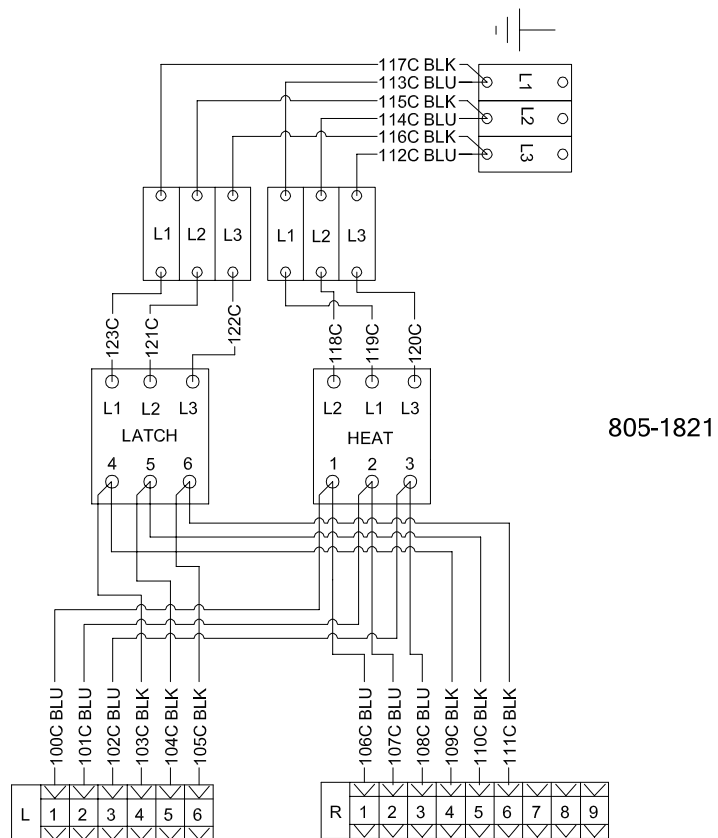 117C BLK
113C BLU
115C BLK
114C BLU
116C BLK
112C BLU
L1
L2
L3
L1 L2 L3
L1 L2 L3
123C
121C
122C
118C
119C
120C
L1 L2 L3
LATCH
4 5 6
L2 L1 L3
HEAT
1 2 3
805-1821
100C BLU
101C BLU
102C BLU
103C BLK
104C BLK
105C BLK
106C BLU
107C BLU
108C BLU
109C BLK
110C BLK
111C BLK
L 1 2 3 4 5 6
R 1 2 3 4 5 6 7 8 9